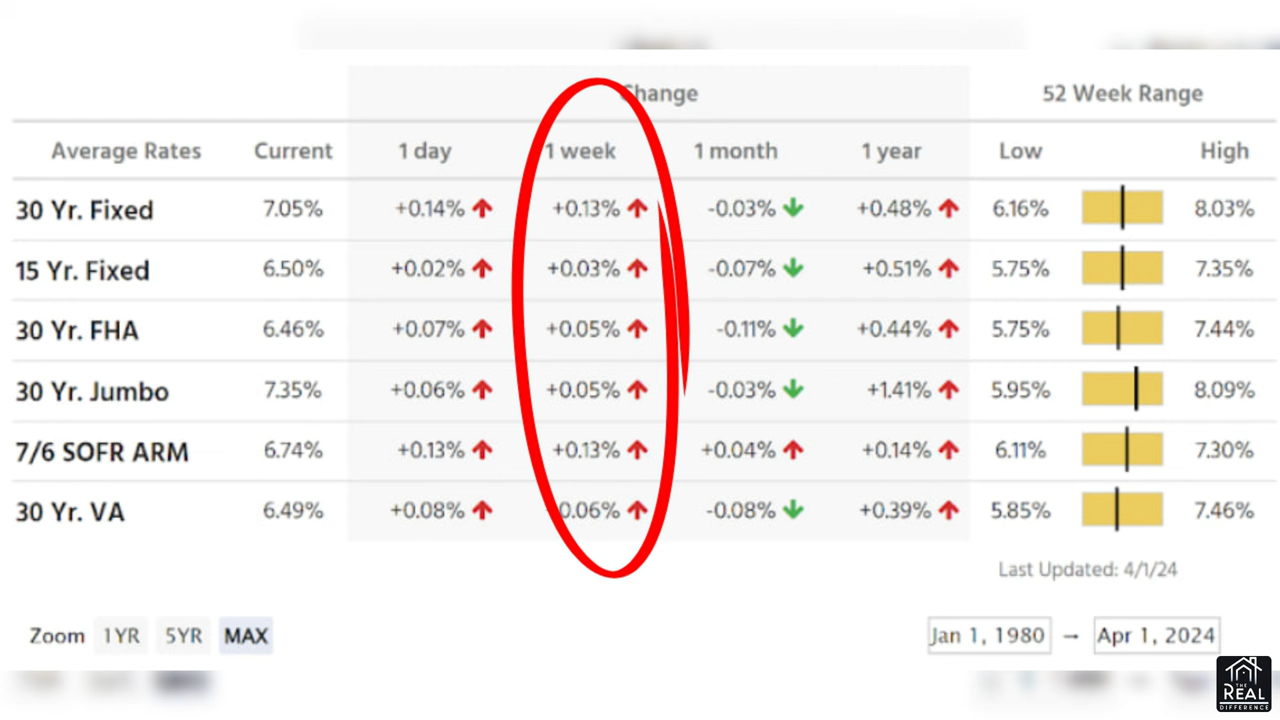 Change 52 Week Range
Average Rates Current 1 day 1 week 1 month 1 year Low High
30 Yr. Fixed 7.05% +0.14% +0.13% -0.03% +0.48% 6.16% 8.03%
15 Yr. Fixed 6.50% +0.02% +0.03% -0.07% +0.51% 5.75% 7.35%
30 Yr. FHA 6.46% +0.07% +0.05% -0.11% +0.44% 5.75% 7.44%
30 Yr. Jumbo 7.35% +0.06% +0.05% -0.03% +1.41% 5.95% 8.09%
7/6 SOFR ARM 6.74% +0.13% +0.13% +0.04% +0.14% 6.11% 7.30%
30 Yr. VA 6.49% +0.08% 0.06% -0.08% +0.39% 5.85% 7.46%
Last Updated: 4/1/24
Zoom 1YR 5YR MAX Jan 1, 1980 → Apr 1, 2024
THE
REAL
DIFFERENCE